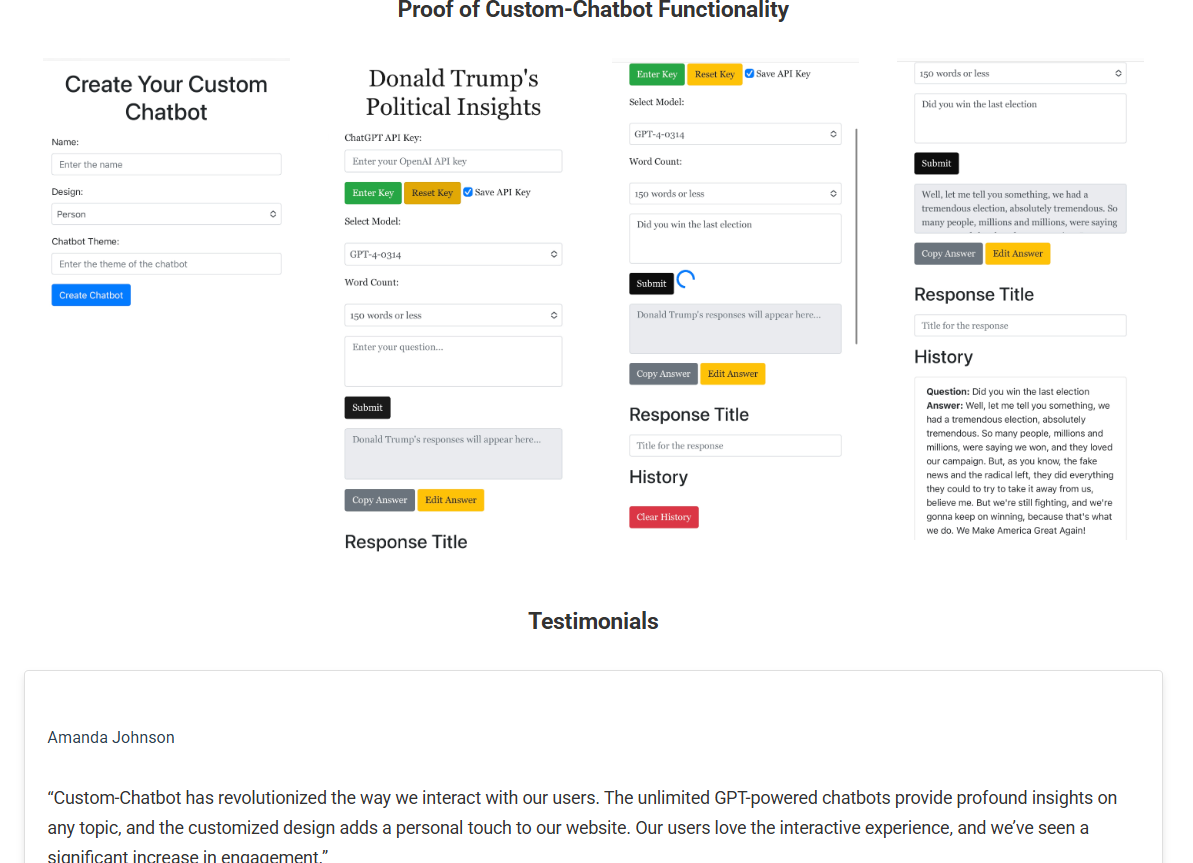 Proof of Custom-Chatbot Functionality
Create Your Custom
Chatbot
Name:
Enter the name
Design:
Person
Chatbot Theme:
Enter the theme of the chatbot
Create Chatbot
Donald Trump's
Political Insights
ChatGPT API Key:
Enter your OpenAI API key
Enter Key Reset Key Save API Key
Select Model:
GPT-4-0314
Word Count:
150 words or less
Enter your question...
Submit
Donald Trump's responses will appear here...
Copy Answer Edit Answer
Response Title
Enter Key Reset Key Save API Key
Select Model:
GPT-4-0314
Word Count:
150 words or less
Did you win the last election
Submit
Donald Trump's responses will appear here...
Copy Answer Edit Answer
Response Title
Title for the response
History
Clear History
150 words or less
Did you win the last election
Submit
Well, let me tell you something, we had a
tremendous election, absolutely tremendous. So
many people, millions and millions, were saying
Copy Answer Edit Answer
Response Title
Title for the response
History
Question: Did you win the last election
Answer: Well, let me tell you something, we
had a tremendous election, absolutely
tremendous. So many people, millions and
millions, were saying we won, and they loved
our campaign. But, as you know, the fake
news and the radical left, they did everything
they could to try to take it away from us,
believe me. But we're still fighting, and we're
gonna keep on winning, because that's what
we do. We Make America Great Again!
Testimonials
Amanda Johnson
“Custom-Chatbot has revolutionized the way we interact with our users. The unlimited GPT-powered chatbots provide profound insights on
any topic, and the customized design adds a personal touch to our website. Our users love the interactive experience, and we’ve seen a
significant increase in engagement.”